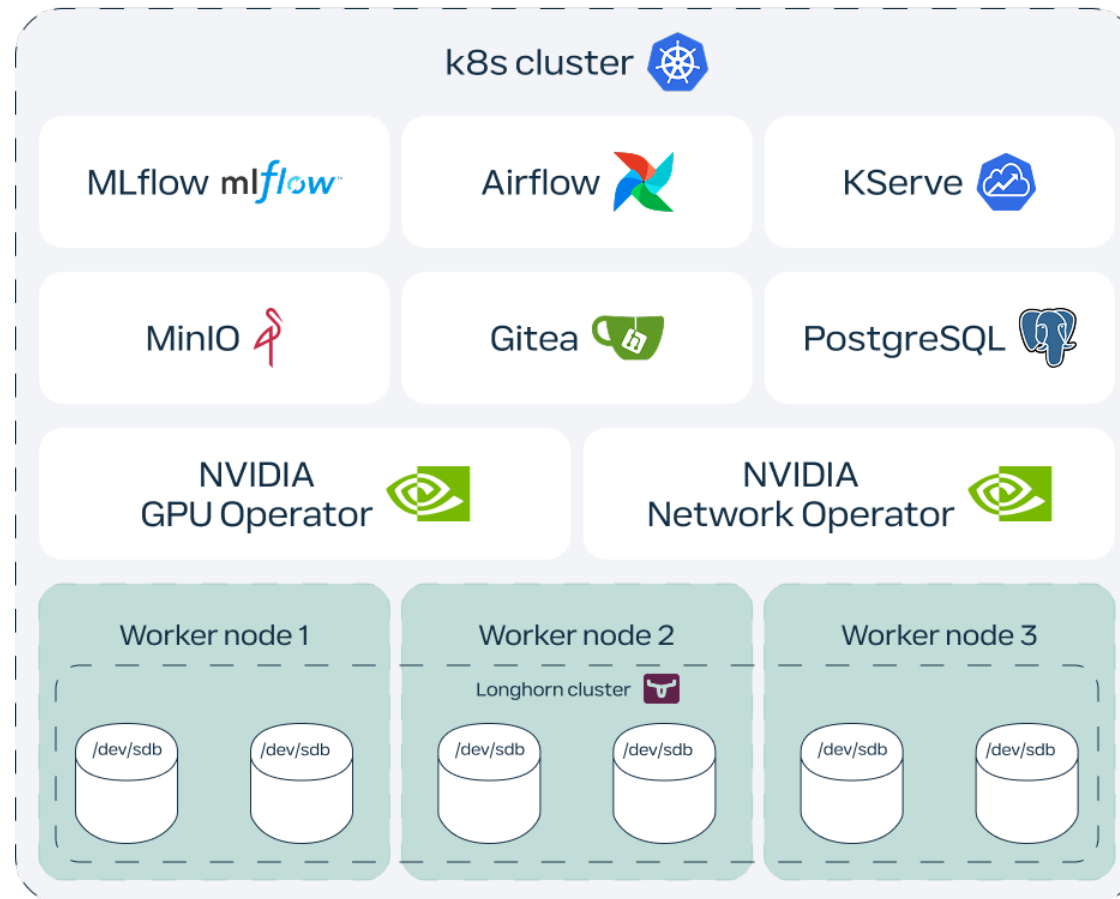 k8s cluster
MLflow mlflow™
Airflow
KServe
MinIO
Gitea
PostgreSQL
NVIDIA
GPU Operator
NVIDIA
Network Operator
Worker node 1
Worker node 2
Worker node 3
Longhorn cluster
/dev/sdb
/dev/sdb
/dev/sdb
/dev/sdb
/dev/sdb
/dev/sdb